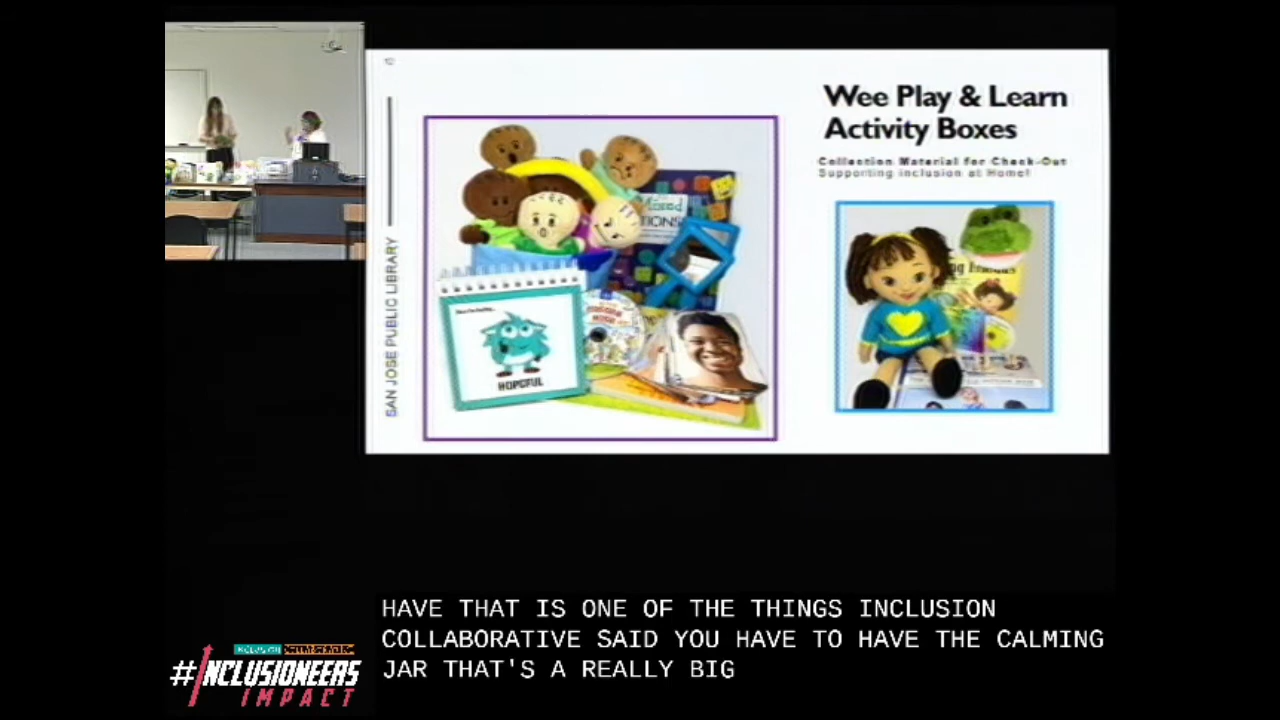 Wee Play & Learn
Activity Boxes
Collection Material for Check-Out
Supporting inclusion at Home!
SAN JOSE PUBLIC LIBRARY
HOPEFUL
HAVE THAT IS ONE OF THE THINGS INCLUSION
COLLABORATIVE SAID YOU HAVE TO HAVE THE CALMING
JAR THAT'S A REALLY BIG
#INCLUSIONEERS
IMPACT